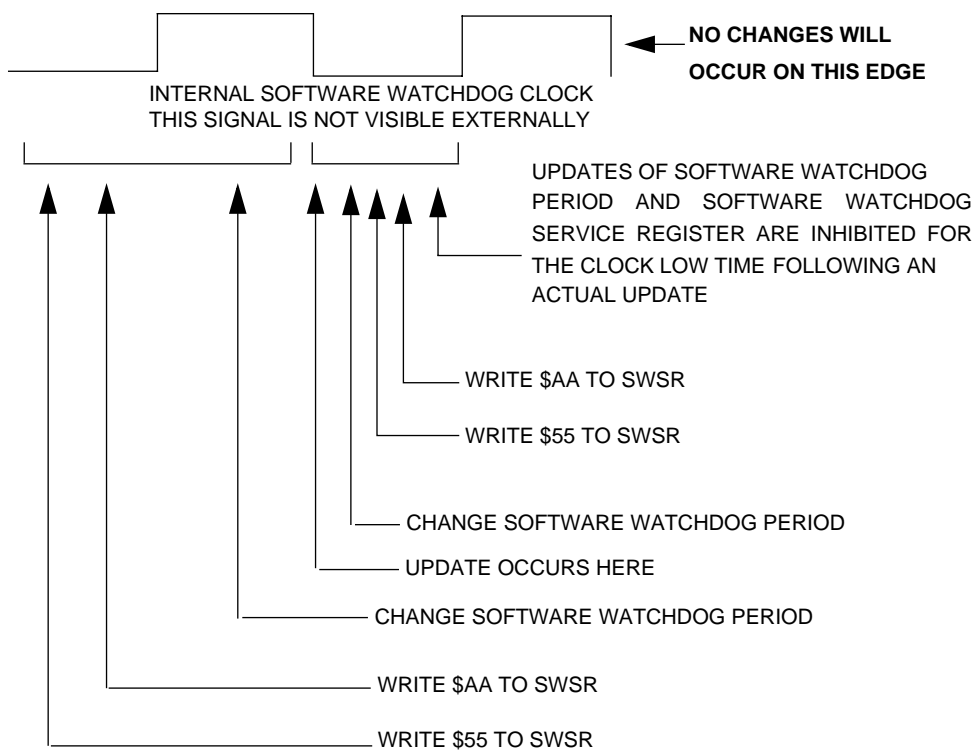 NO CHANGES WILL
OCCUR ON THIS EDGE
INTERNAL SOFTWARE WATCHDOG CLOCK
THIS SIGNAL IS NOT VISIBLE EXTERNALLY
UPDATES OF SOFTWARE WATCHDOG
PERIOD AND SOFTWARE WATCHDOG
SERVICE REGISTER ARE INHIBITED FOR
THE CLOCK LOW TIME FOLLOWING AN
ACTUAL UPDATE
WRITE $AA TO SWSR
WRITE $55 TO SWSR
CHANGE SOFTWARE WATCHDOG PERIOD
UPDATE OCCURS HERE
CHANGE SOFTWARE WATCHDOG PERIOD
WRITE $AA TO SWSR
WRITE $55 TO SWSR